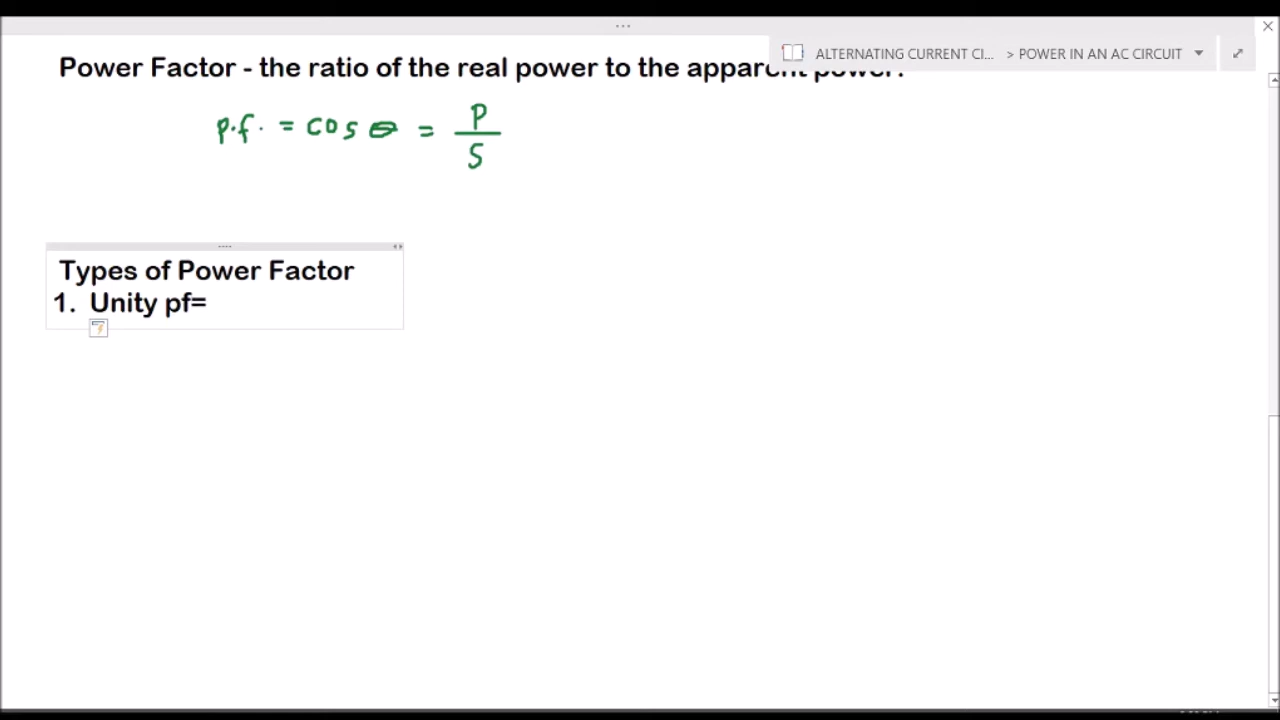 ALTERNATING CURRENT CI... > POWER IN AN AC CIRCUIT
Power Factor - the ratio of the real power to the apparent power.
p.f. = cos θ = P/S
Types of Power Factor
1. Unity pf=